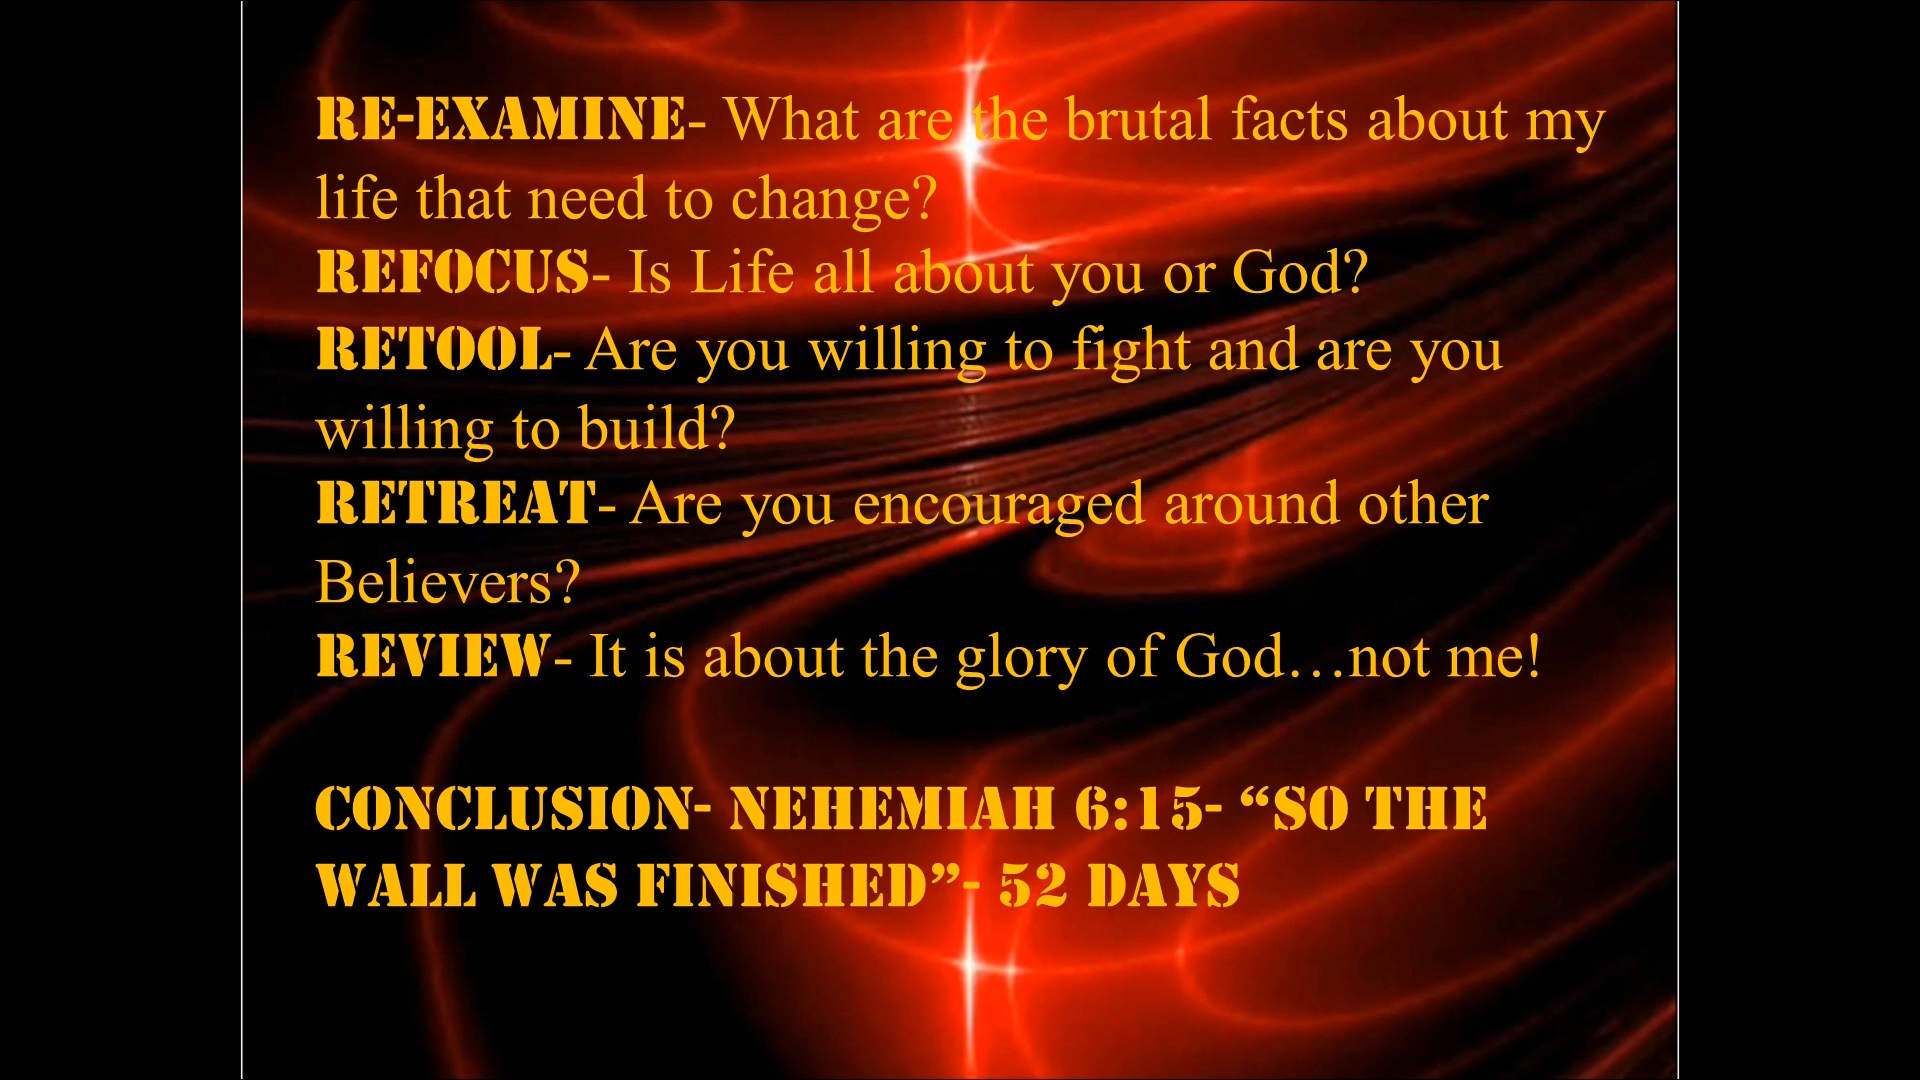 RE-EXAMINE- What are the brutal facts about my
life that need to change?
REFOCUS- Is Life all about you or God?
RETOOL- Are you willing to fight and are you
willing to build?
RETREAT- Are you encouraged around other
Believers?
REVIEW- It is about the glory of God…not me!
CONCLUSION- NEHEMIAH 6:15- “SO THE
WALL WAS FINISHED”- 52 DAYS